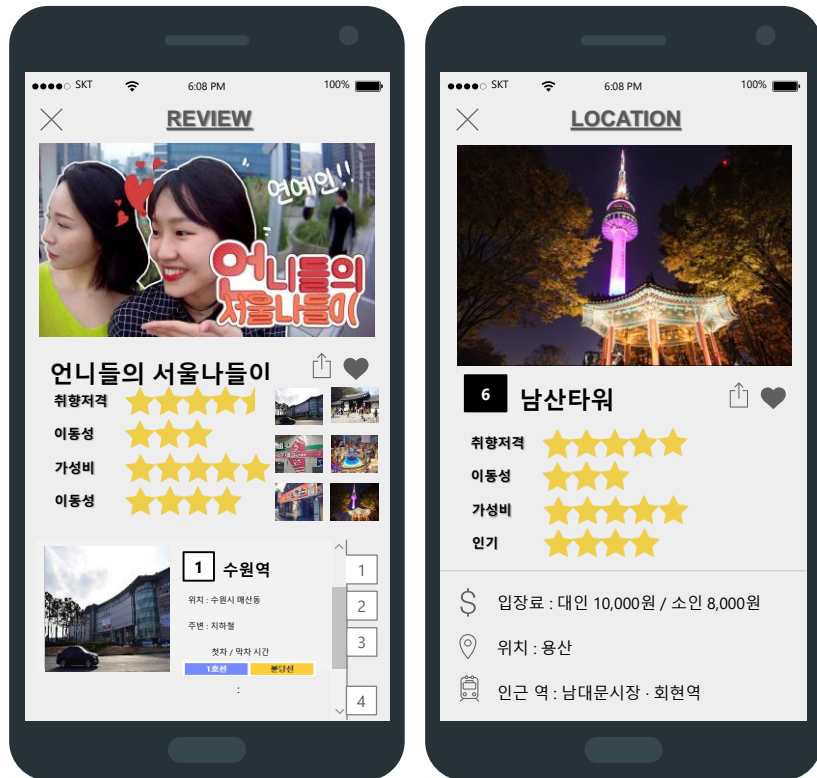 SKT
6:08 PM
100%
REVIEW
연예인!!
언니들의
서울나들이
언니들의 서울나들이
취향저격
이동성
가성비
이동성
1 수원역
위치 : 수원시 매산동
주변 : 지하철
첫차 / 막차 시간
1호선 분당선
:
1
2
3
4
SKT
6:08 PM
100%
LOCATION
6 남산타워
취향저격
이동성
가성비
인기
입장료 : 대인 10,000원 / 소인 8,000원
위치 : 용산
인근 역 : 남대문시장 · 회현역